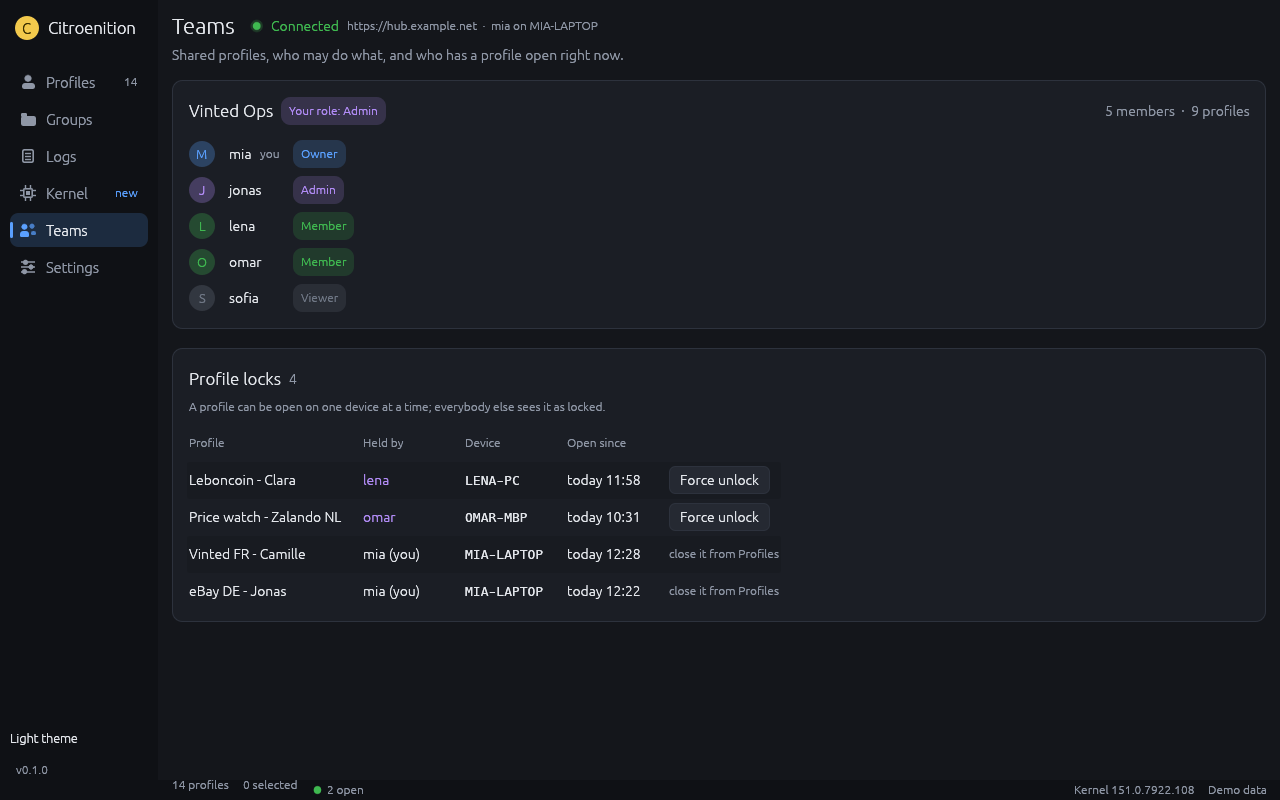 C Citroenition
Profiles 14
Groups
Logs
Kernel new
Teams
Settings
Light theme
v0.1.0
Teams Connected https://hub.example.net · mia on MIA-LAPTOP
Shared profiles, who may do what, and who has a profile open right now.
Vinted Ops Your role: Admin 5 members · 9 profiles
M mia you Owner
J jonas Admin
L lena Member
O omar Member
S sofia Viewer
Profile locks 4
A profile can be open on one device at a time; everybody else sees it as locked.
Profile Held by Device Open since
Leboncoin - Clara lena LENA-PC today 11:58 Force unlock
Price watch - Zalando NL omar OMAR-MBP today 10:31 Force unlock
Vinted FR - Camille mia (you) MIA-LAPTOP today 12:28 close it from Profiles
eBay DE - Jonas mia (you) MIA-LAPTOP today 12:22 close it from Profiles
14 profiles 0 selected 2 open Kernel 151.0.7922.108 Demo data